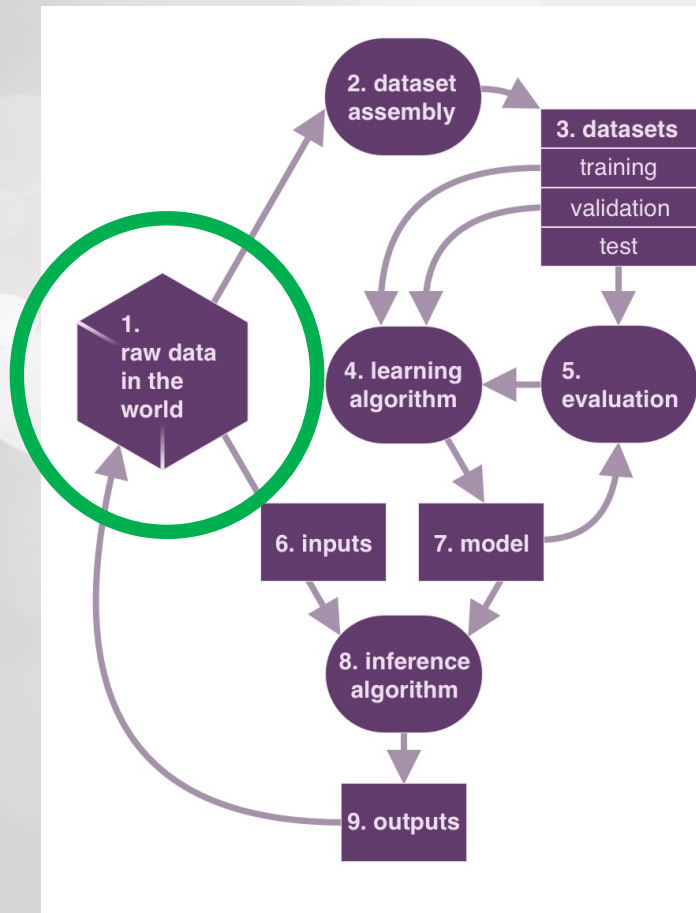 1.
raw data
in the
world
2. dataset
assembly
3. datasets
training
validation
test
4. learning
algorithm
5.
evaluation
6. inputs
7. model
8. inference
algorithm
9. outputs